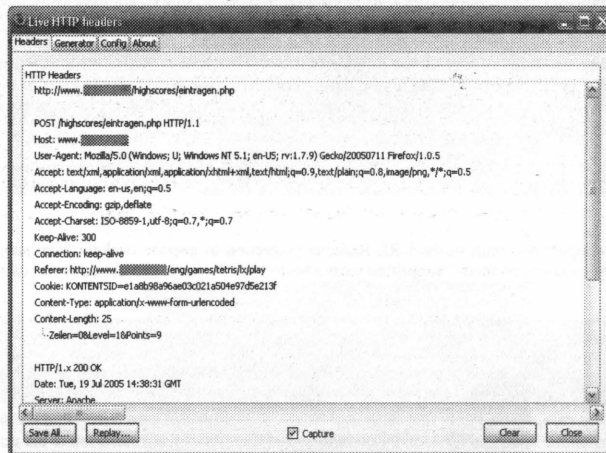 Live HTTP headers
Headers Generator Config About
HTTP Headers
http://www. /highscores/eintragen.php
POST /highscores/eintragen.php HTTP/1.1
Host: www.
User-Agent: Mozilla/5.0 (Windows; U; Windows NT 5.1; en-US; rv:1.7.9) Gecko/20050711 Firefox/1.0.5
Accept: text/xml,application/xml,application/xhtml+xml,text/html;q=0.9,text/plain;q=0.8,image/png,*/*;q=0.5
Accept-Language: en-us,en;q=0.5
Accept-Encoding: gzip,deflate
Accept-Charset: ISO-8859-1,utf-8;q=0.7,*;q=0.7
Keep-Alive: 300
Connection: keep-alive
Referer: http://www. /eng/games/tetris/lx/play
Cookie: KONTENTSID=e1a8b98a96ae03c021a504e97d5e213f
Content-Type: application/x-www-form-urlencoded
Content-Length: 25
Zeilen=0&Level=1&Points=9
HTTP/1.x 200 OK
Date: Tue, 19 Jul 2005 14:38:31 GMT
Server: Apache
Save All... Replay... Capture Clear Close